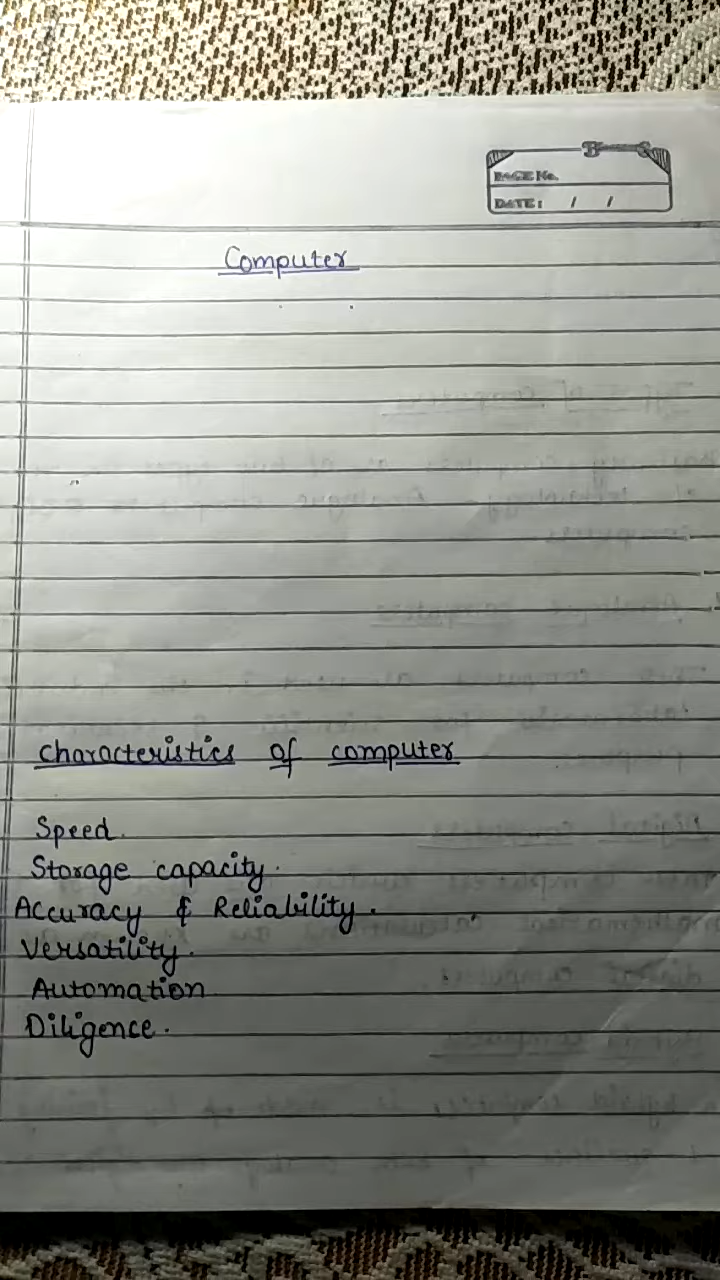 PAGE No.
DATE: / /
Computer
Characteristics of computer
Speed.
Storage capacity.
Accuracy & Reliability.
Versatility.
Automation
Diligence.